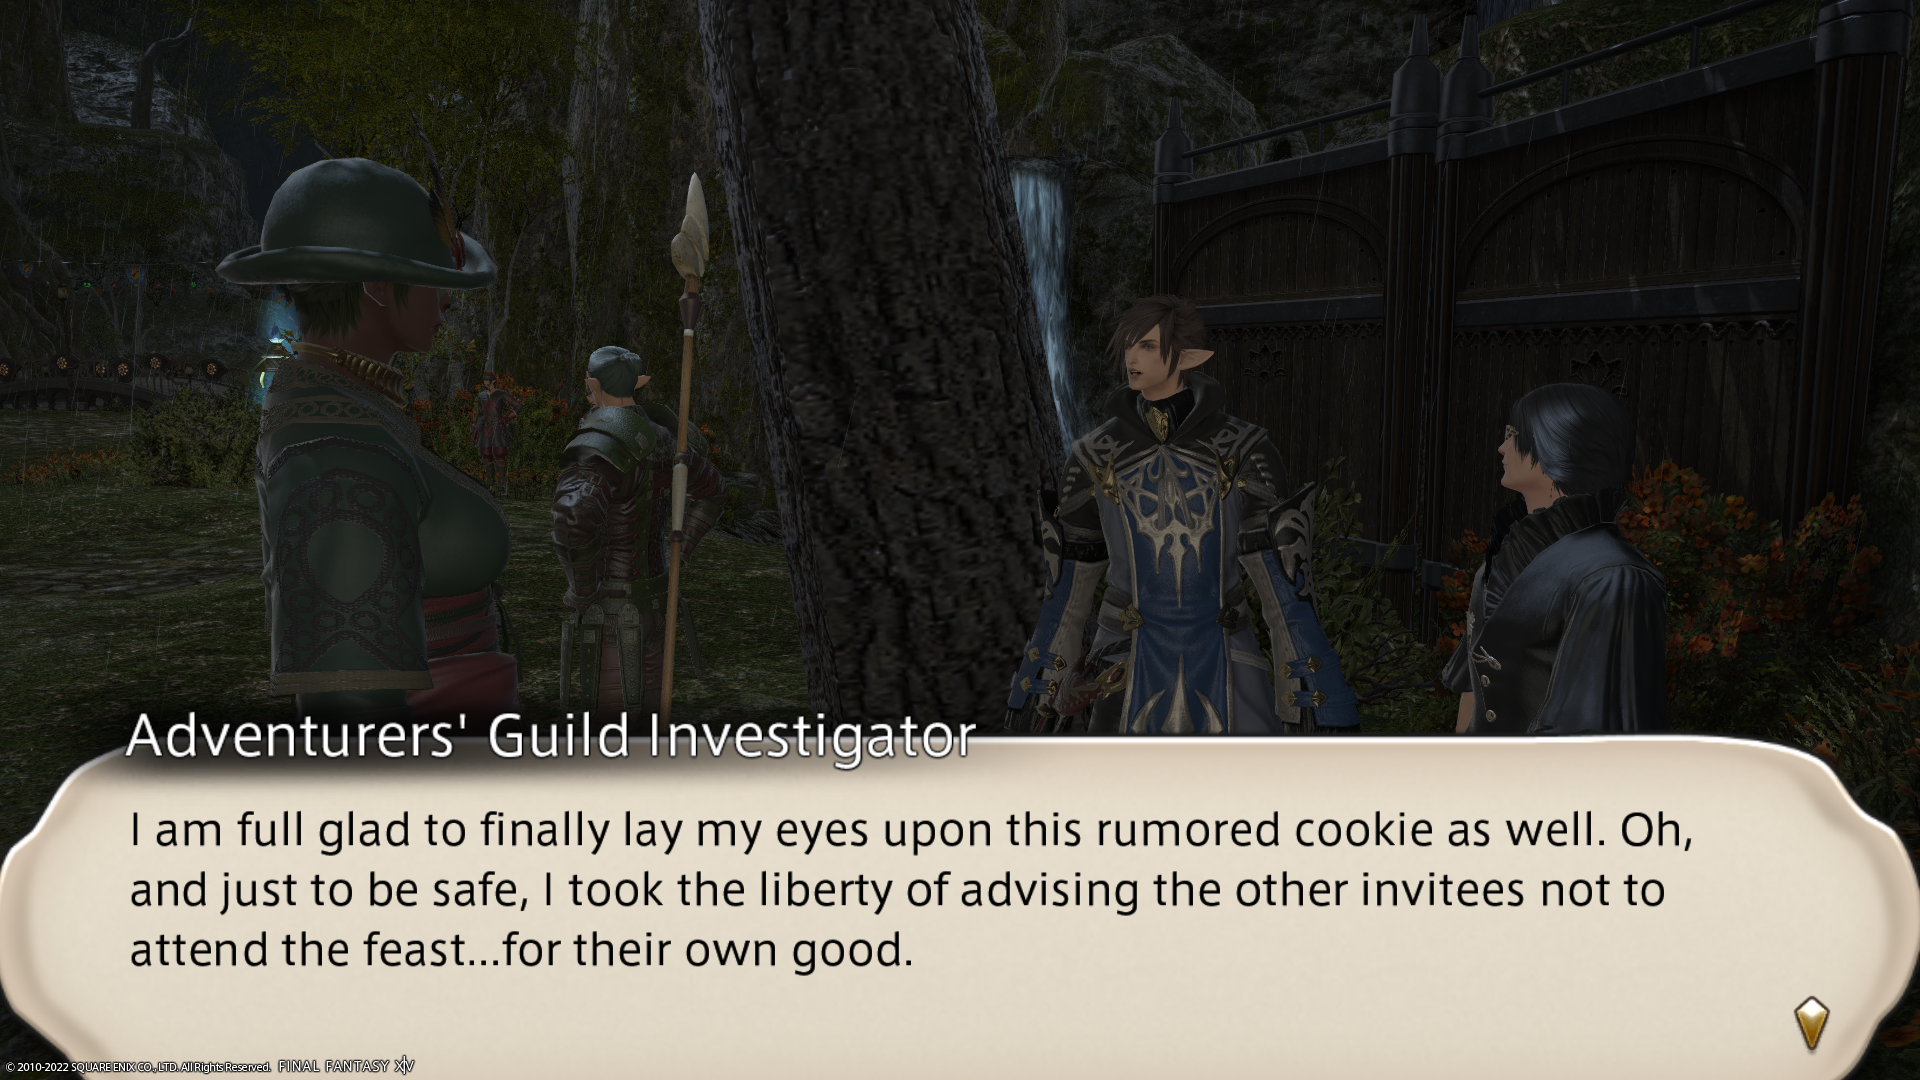 Adventurers' Guild Investigator
I am full glad to finally lay my eyes upon this rumored cookie as well. Oh,
and just to be safe, I took the liberty of advising the other invitees not to
attend the feast...for their own good.
© 2010-2022 SQUARE ENIX CO., LTD. All Rights Reserved. FINAL FANTASY XIV